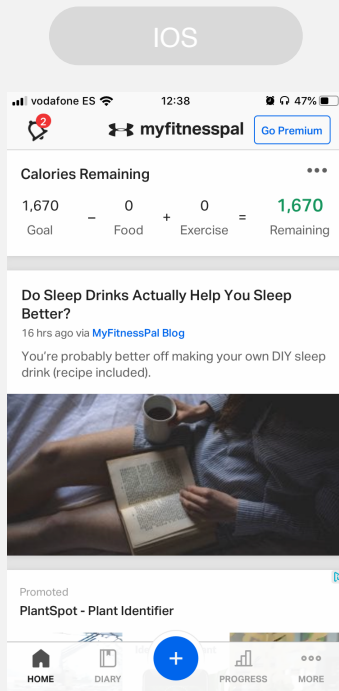 IOS
vodafone ES 12:38 47%
2 myfitnesspal Go Premium
Calories Remaining
1,670 – 0 + 0 = 1,670
Goal Food Exercise Remaining
Do Sleep Drinks Actually Help You Sleep
Better?
16 hrs ago via MyFitnessPal Blog
You're probably better off making your own DIY sleep
drink (recipe included).
Promoted
PlantSpot - Plant Identifier
HOME DIARY + PROGRESS MORE